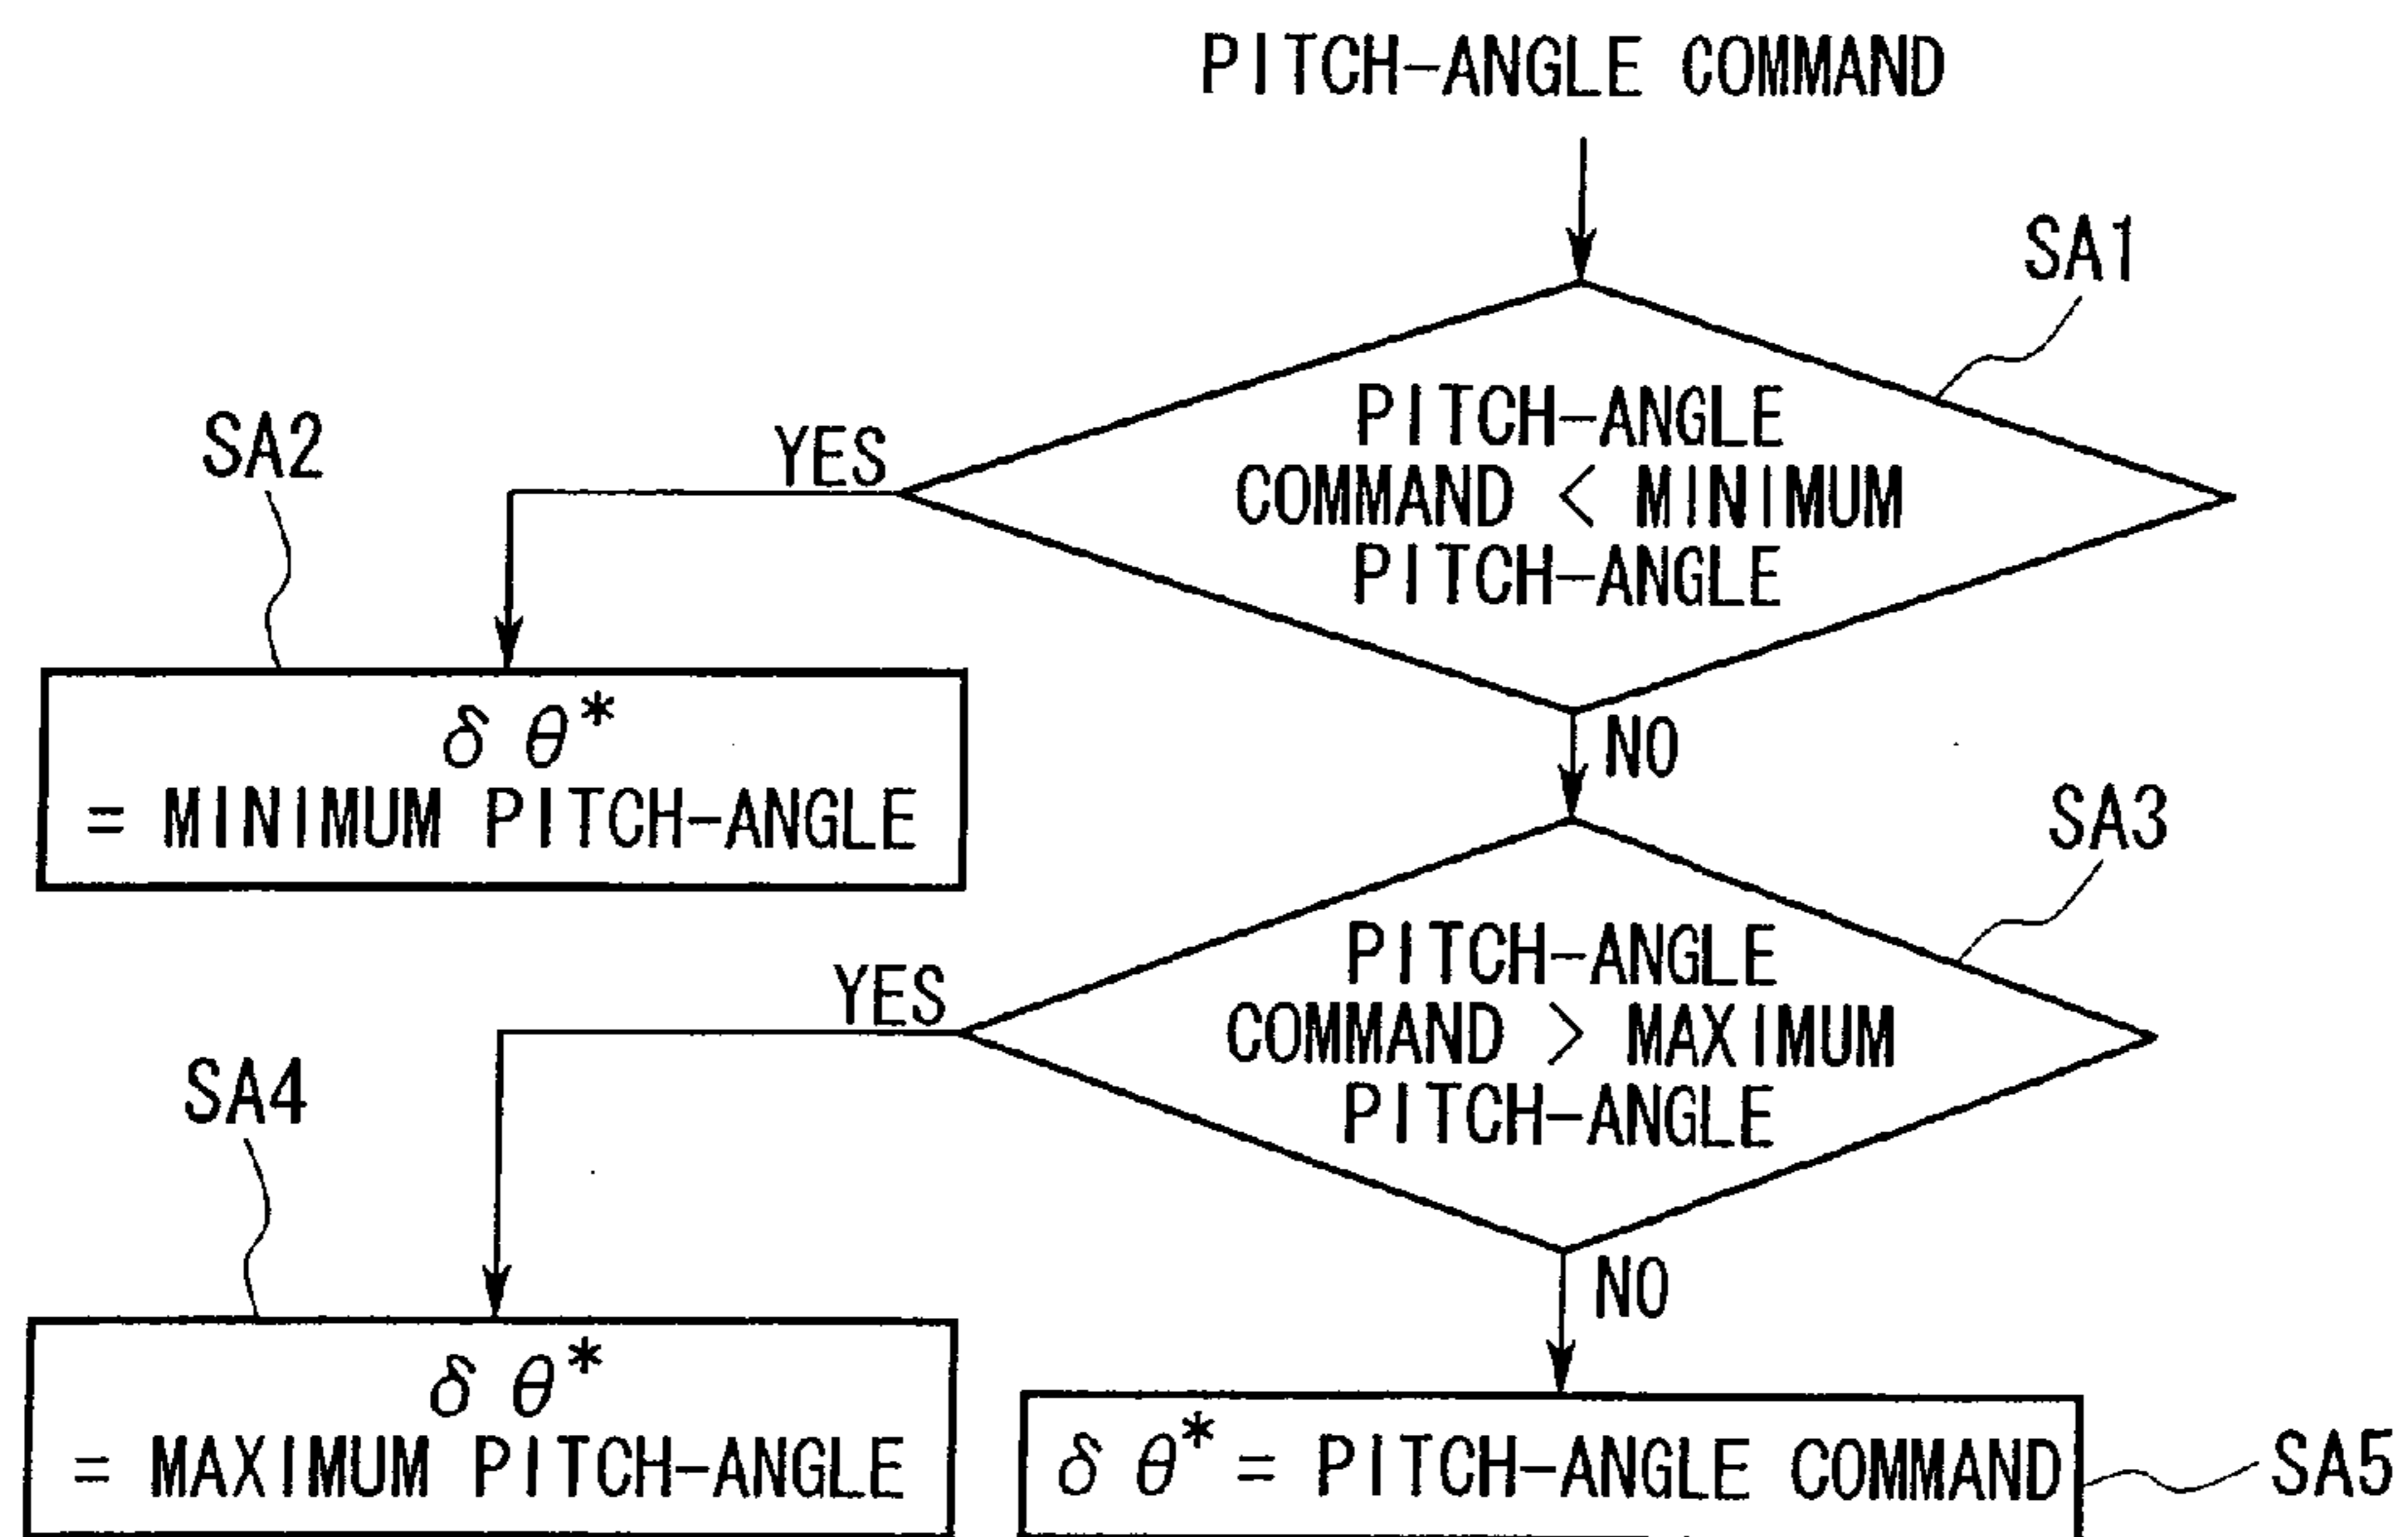 PITCH-ANGLE COMMAND
SA1
PITCH-ANGLE
COMMAND < MINIMUM
PITCH-ANGLE
YES
SA2
δ θ*
= MINIMUM PITCH-ANGLE
NO
SA3
PITCH-ANGLE
COMMAND > MAXIMUM
PITCH-ANGLE
YES
SA4
δ θ*
= MAXIMUM PITCH-ANGLE
NO
δ θ* = PITCH-ANGLE COMMAND
SA5